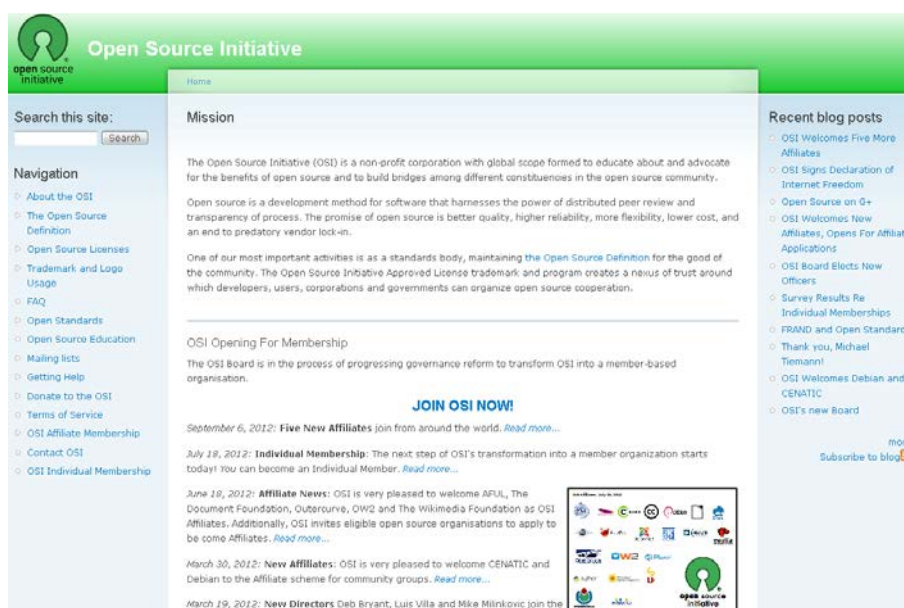 Open Source Initiative
open source
initiative
Home
Search this site:
Search
Navigation
About the OSI
The Open Source
Definition
Open Source Licenses
Trademark and Logo
Usage
FAQ
Open Standards
Open Source Education
Mailing lists
Getting Help
Donate to the OSI
Terms of Service
OSI Affiliate Membership
Contact OSI
OSI Individual Membership
Mission
The Open Source Initiative (OSI) is a non-profit corporation with global scope formed to educate about and advocate
for the benefits of open source and to build bridges among different constituencies in the open source community.
Open source is a development method for software that harnesses the power of distributed peer review and
transparency of process. The promise of open source is better quality, higher reliability, more flexibility, lower cost, and
an end to predatory vendor lock-in.
One of our most important activities is as a standards body, maintaining the Open Source Definition for the good of
the community. The Open Source Initiative Approved License trademark and program creates a nexus of trust around
which developers, users, corporations and governments can organize open source cooperation.
OSI Opening For Membership
The OSI Board is in the process of progressing governance reform to transform OSI into a member-based
organisation.
JOIN OSI NOW!
September 6, 2012: Five New Affiliates join from around the world. Read more...
July 18, 2012: Individual Membership: The next step of OSI's transformation into a member organization starts
today! You can become an Individual Member. Read more...
June 18, 2012: Affiliate News: OSI is very pleased to welcome AFUL, The
Document Foundation, Outercurve, OW2 and The Wikimedia Foundation as OSI
Affiliates. Additionally, OSI invites eligible open source organisations to apply to
be come Affiliates. Read more...
March 30, 2012: New Affiliates: OSI is very pleased to welcome CENATIC and
Debian to the Affiliate scheme for community groups. Read more...
March 19, 2012: New Directors Deb Bryant, Luis Villa and Mike Milinkovic join the
OW2
open source
initiative
Recent blog posts
OSI Welcomes Five More
Affiliates
OSI Signs Declaration of
Internet Freedom
Open Source on G+
OSI Welcomes New
Affiliates, Opens For Affiliat
Applications
OSI Board Elects New
Officers
Survey Results Re
Individual Memberships
FRAND and Open Standard
Thank you, Michael
Tiemann!
OSI Welcomes Debian and
CENATIC
OSI's new Board
mor
Subscribe to blog